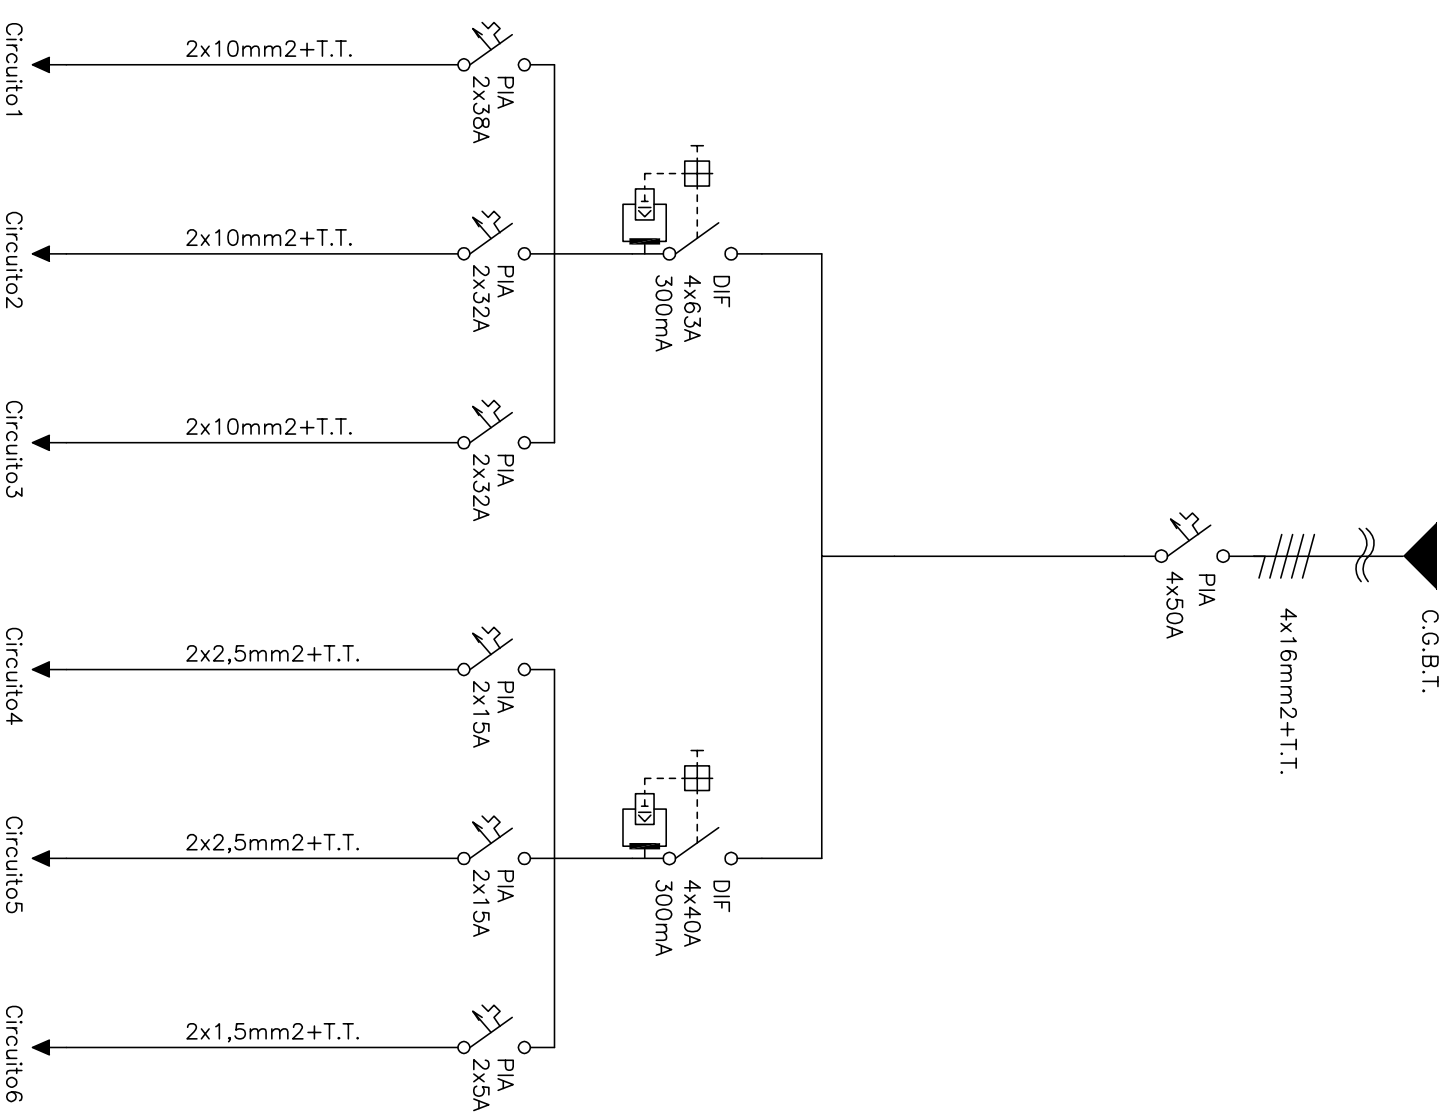 C.G.B.T.
4x16mm2+T.T.
PIA
4x50A
DIF
4x63A
300mA
DIF
4x40A
300mA
PIA
2x38A
PIA
2x32A
PIA
2x32A
PIA
2x15A
PIA
2x15A
PIA
2x5A
2x10mm2+T.T.
2x10mm2+T.T.
2x10mm2+T.T.
2x2,5mm2+T.T.
2x2,5mm2+T.T.
2x1,5mm2+T.T.
Circuito1
Circuito2
Circuito3
Circuito4
Circuito5
Circuito6